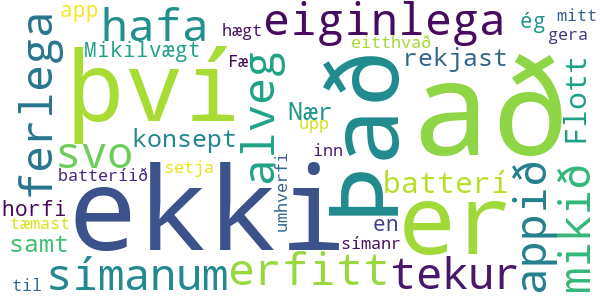 app
hafa
hægt
eiginlega
ég
mitt
gera
Mikilvægt
eitthvað
Fæ
rekjast
ferlega
því
það
að
alveg
Nær
Flott
svo
konsept
upp
ekki
er
setja
inn
batteríið
umhverfi
batterí
appið
mikið
horfi
tæmast
en
samt
símanr
til
símanum
erfitt
tekur